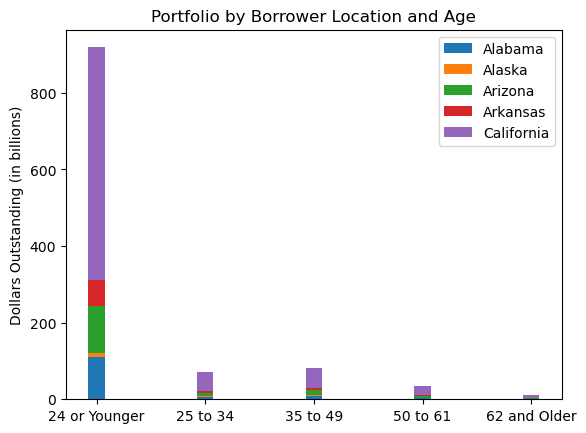 Portfolio by Borrower Location and Age
Dollars Outstanding (in billions)
800
600
400
200
0
Alabama
Alaska
Arizona
Arkansas
California
24 or Younger
25 to 34
35 to 49
50 to 61
62 and Older